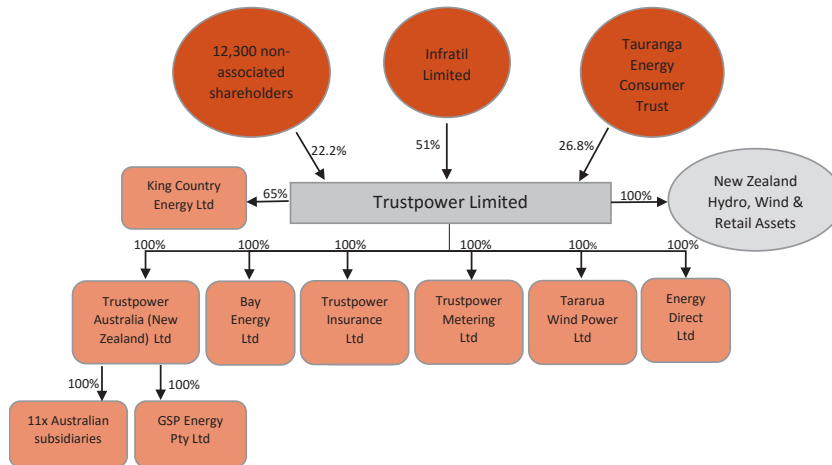 12,300 non-
associated
shareholders
Infratil
Limited
Tauranga
Energy
Consumer
Trust
22.2%
51%
26.8%
King Country
Energy Ltd
65%
Trustpower Limited
100%
New Zealand
Hydro, Wind &
Retail Assets
100%
100%
100%
100%
100%
100%
Trustpower
Australia (New
Zealand) Ltd
Bay
Energy
Ltd
Trustpower
Insurance
Ltd
Trustpower
Metering
Ltd
Tararua
Wind Power
Ltd
Energy
Direct
Ltd
100%
100%
11x Australian
subsidiaries
GSP Energy
Pty Ltd